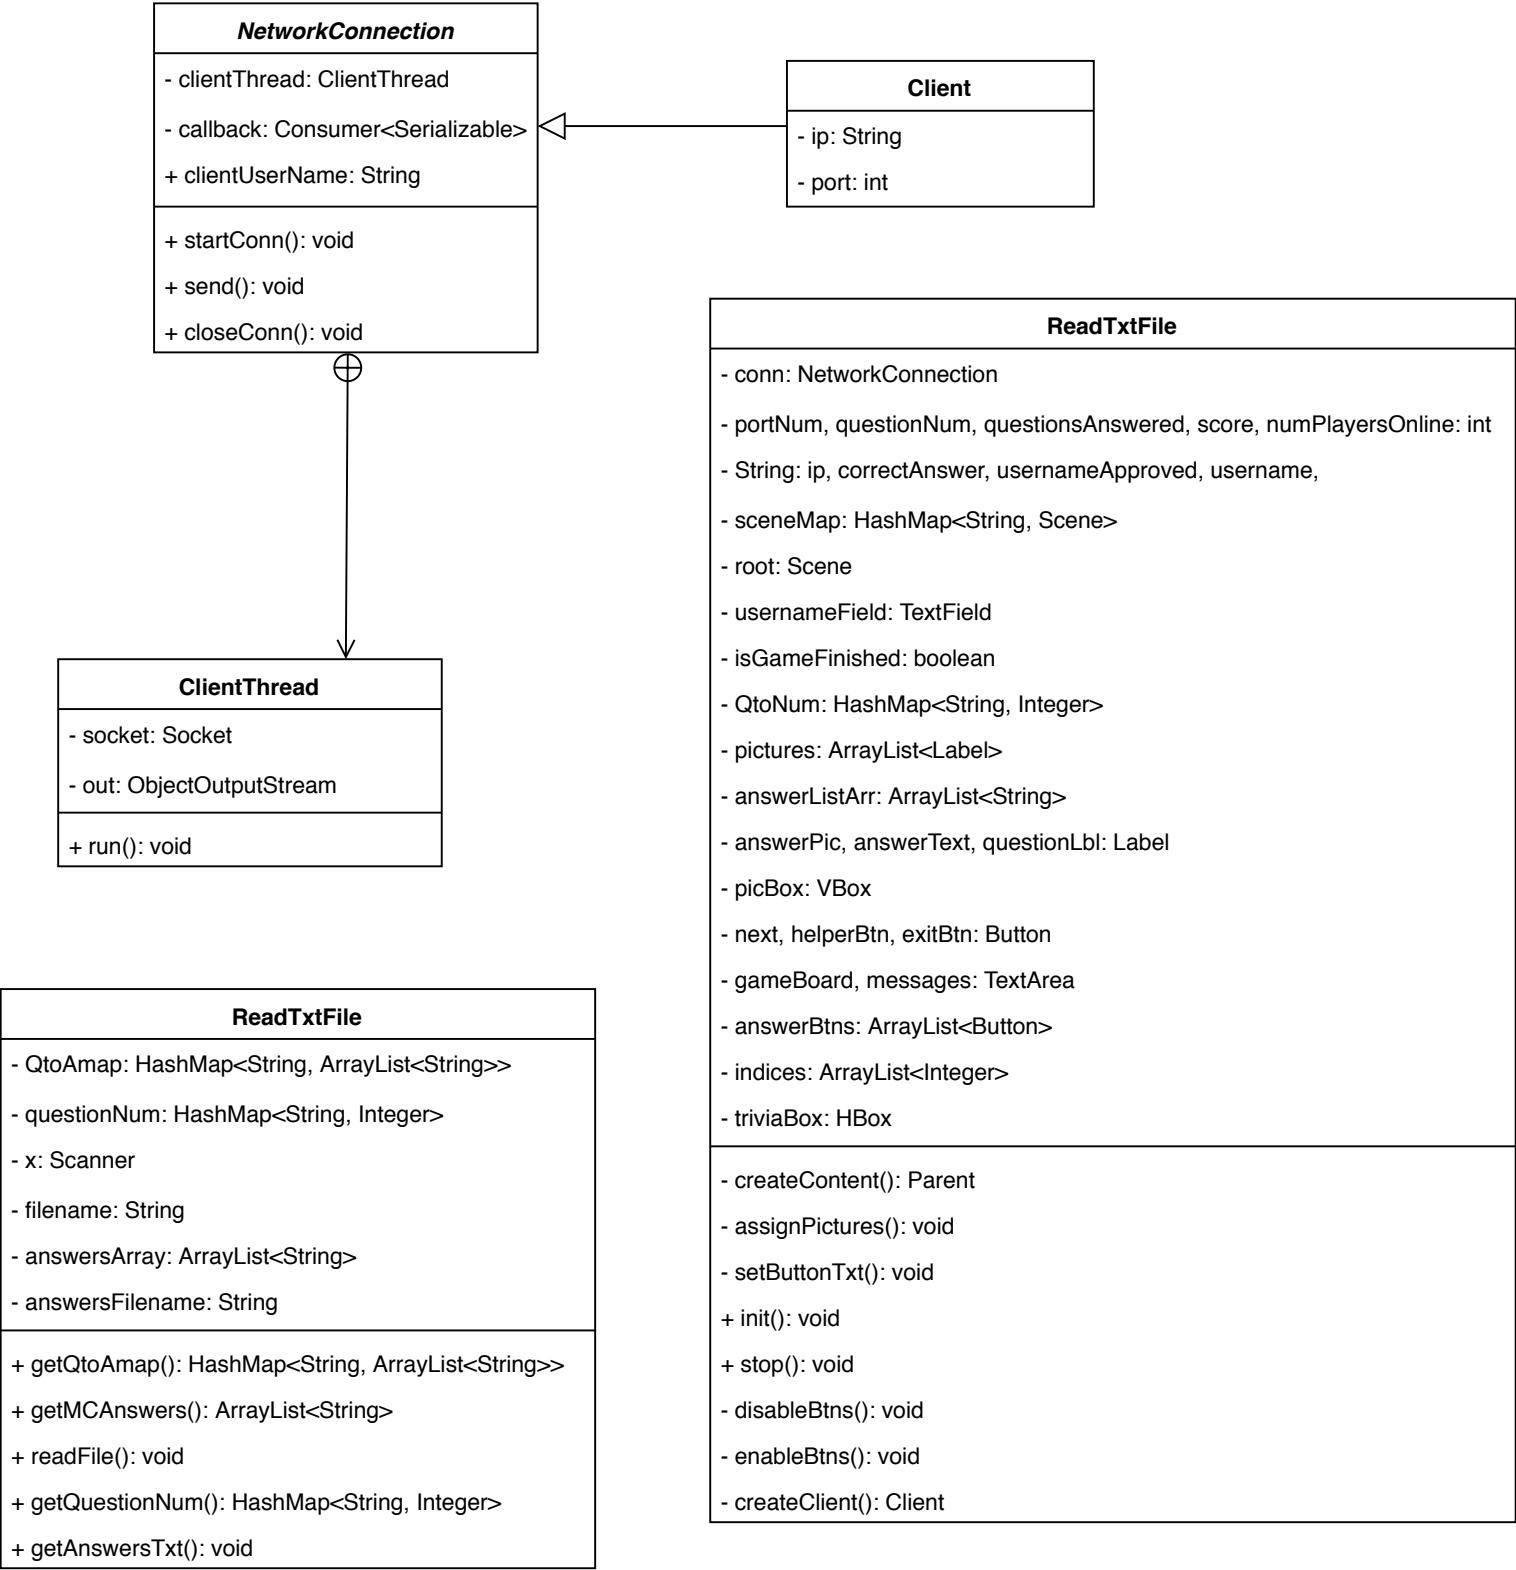 NetworkConnection
- clientThread: ClientThread
- callback: Consumer<Serializable>
+ clientUserName: String
+ startConn(): void
+ send(): void
+ closeConn(): void
Client
- ip: String
- port: int
ClientThread
- socket: Socket
- out: ObjectOutputStream
+ run(): void
ReadTxtFile
- conn: NetworkConnection
- portNum, questionNum, questionsAnswered, score, numPlayersOnline: int
- String: ip, correctAnswer, usernameApproved, username,
- sceneMap: HashMap<String, Scene>
- root: Scene
- usernameField: TextField
- isGameFinished: boolean
- QtoNum: HashMap<String, Integer>
- pictures: ArrayList<Label>
- answerListArr: ArrayList<String>
- answerPic, answerText, questionLbl: Label
- picBox: VBox
- next, helperBtn, exitBtn: Button
- gameBoard, messages: TextArea
- answerBtns: ArrayList<Button>
- indices: ArrayList<Integer>
- triviaBox: HBox
- createContent(): Parent
- assignPictures(): void
- setButtonTxt(): void
+ init(): void
+ stop(): void
- disableBtns(): void
- enableBtns(): void
- createClient(): Client
ReadTxtFile
- QtoAmap: HashMap<String, ArrayList<String>>
- questionNum: HashMap<String, Integer>
- x: Scanner
- filename: String
- answersArray: ArrayList<String>
- answersFilename: String
+ getQtoAmap(): HashMap<String, ArrayList<String>>
+ getMCAnswers(): ArrayList<String>
+ readFile(): void
+ getQuestionNum(): HashMap<String, Integer>
+ getAnswersTxt(): void